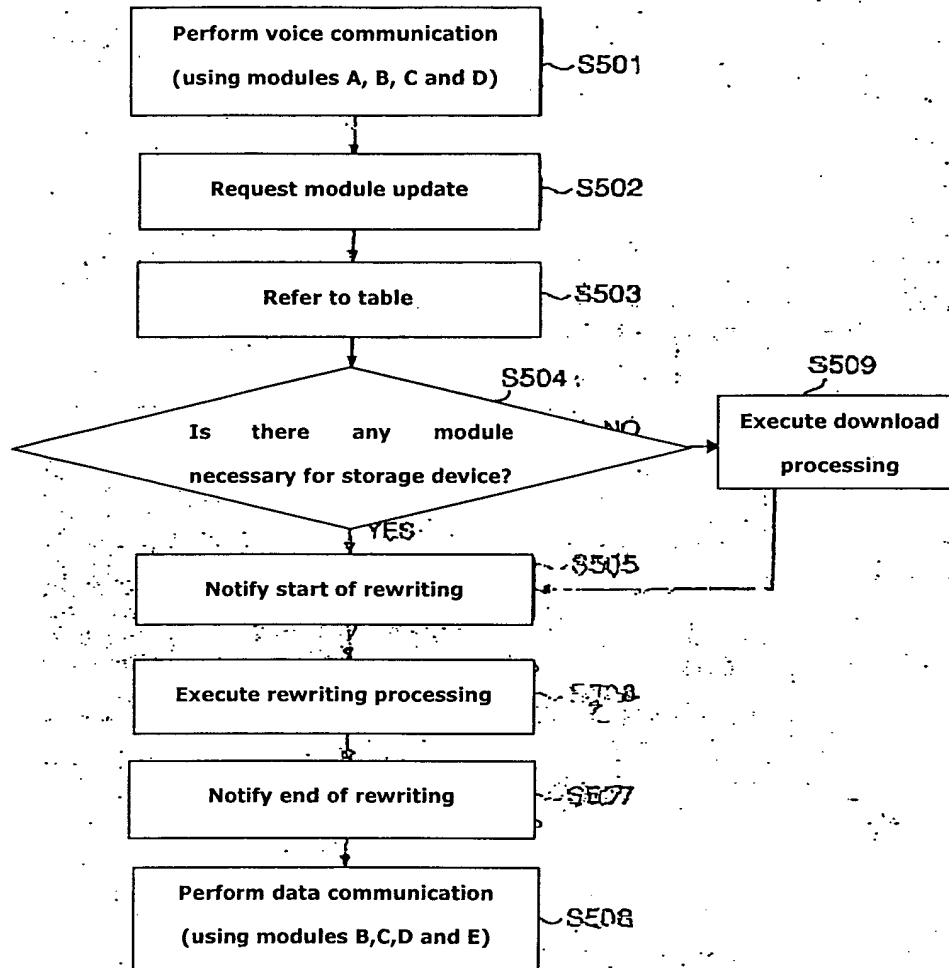 Perform voice communication
(using modules A, B, C and D)
S501
Request module update
S502
Refer to table
S503
S504
Is there any module
necessary for storage device?
NO
S509
Execute download
processing
YES
Notify start of rewriting
S505
Execute rewriting processing
Notify end of rewriting
Perform data communication
(using modules B,C,D and E)
S508